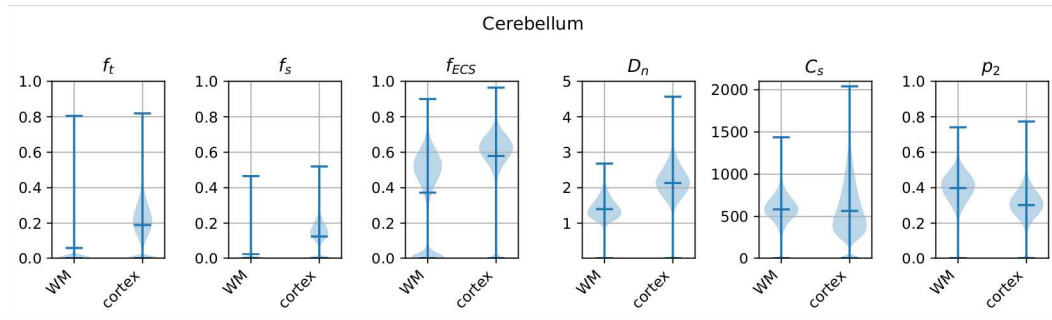 Cerebellum
f_t f_s f_ECS D_n C_s p_2
1.0 1.0 1.0 5 2000 1.0
0.8 0.8 0.8 4 1500 0.8
0.6 0.6 0.6 3 1000 0.6
0.4 0.4 0.4 2 500 0.4
0.2 0.2 0.2 1 0 0.2
0.0 0.0 0.0 0.0
WM cortex WM cortex WM cortex WM cortex WM cortex WM cortex